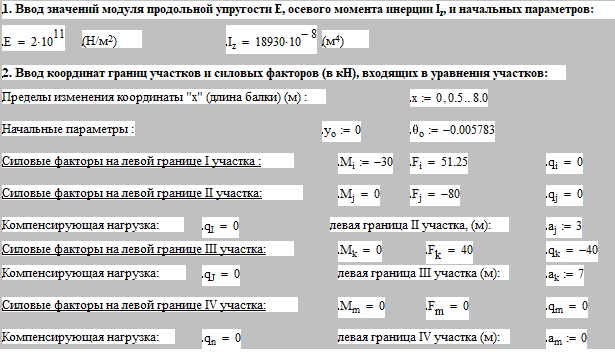 1. Ввод значений модуля продольной упругости E, осевого момента инерции Iz, и начальных параметров:
E = 2·10^11 (Н/м²) Iz = 18930·10^-8 (м⁴)
2. Ввод координат границ участков и силовых факторов (в кН), входящих в уравнения участков:
Пределы изменения координаты "x" (длина балки) (м) : x := 0, 0.5 .. 8.0
Начальные параметры : yo := 0 θo := -0.005783
Силовые факторы на левой границе I участка : Mi := -30 Fi = 51.25 qi = 0
Силовые факторы на левой границе II участка: Mj = 0 Fj = -80 qj = 0
Компенсирующая нагрузка: qI = 0 левая граница II участка, (м): aj := 3
Силовые факторы на левой границе III участка: Mk = 0 Fk = 40 qk = -40
Компенсирующая нагрузка: qJ = 0 левая граница III участка (м): ak := 7
Силовые факторы на левой границе IV участка: Mm = 0 Fm = 0 qm = 0
Компенсирующая нагрузка: qn = 0 левая граница IV участка (м): am := 0